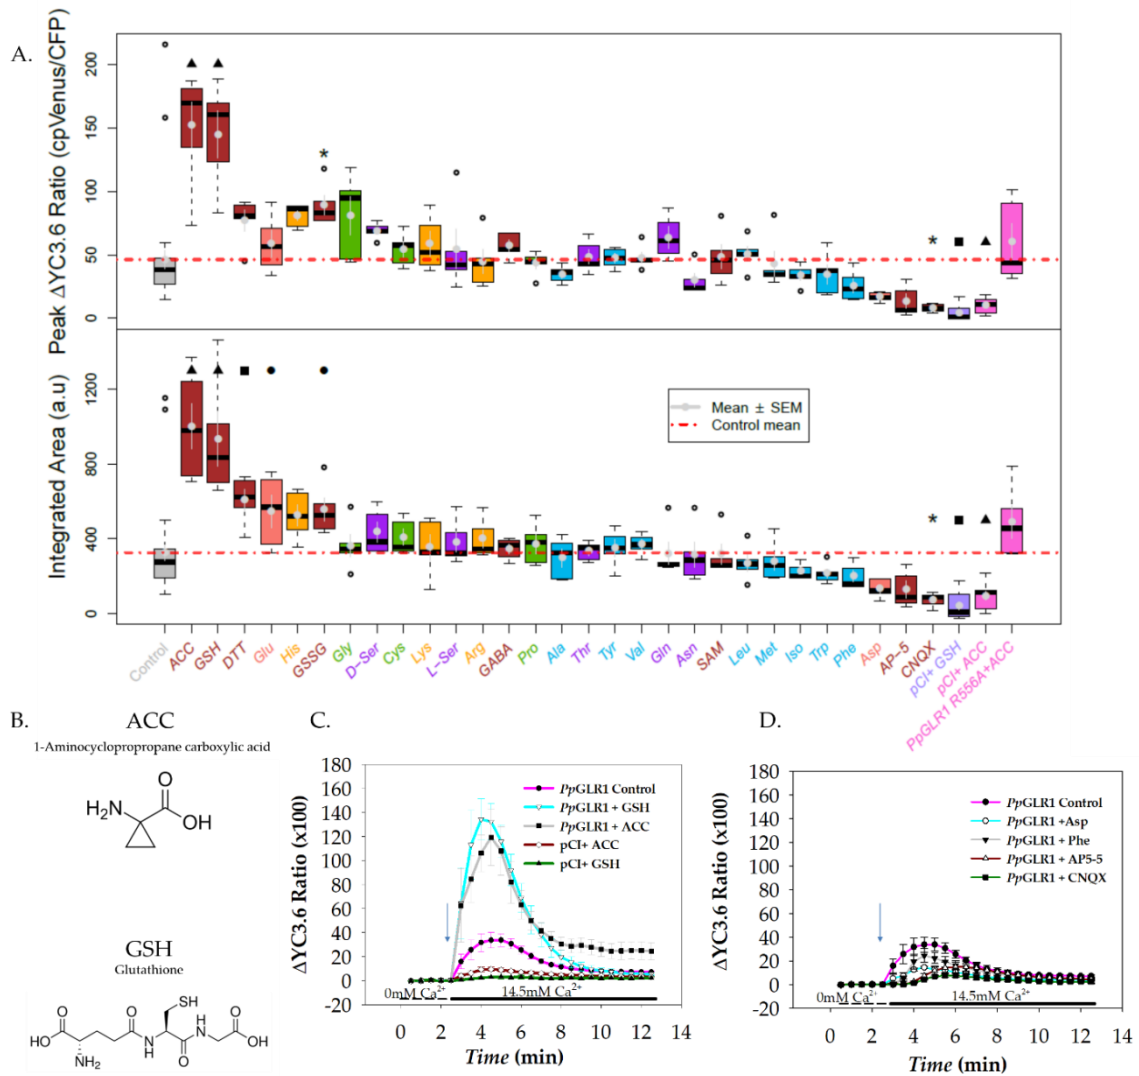 A.
Peak ΔYC3.6 Ratio (cpVenus/CFP)
200
150
100
50
0
*
*
Integrated Area (a.u)
1200
800
400
0
*
Mean ± SEM
Control mean
Control
ACC
GSH
DTT
Glu
His
GSSG
Gly
D-Ser
Cys
Lys
L-Ser
Arg
GABA
Pro
Ala
Thr
Tyr
Val
Gln
Asn
SAM
Leu
Met
Iso
Trp
Phe
Asp
AP-5
CNQX
pCI+ GSH
pCI+ ACC
PpGLR1 R556A+ACC
B.
ACC
1-Aminocyclopropane carboxylic acid
O
H₂N
OH
GSH
Glutathione
SH
O
O
H
N
HO
N
H
OH
NH₂
O
O
C.
ΔYC3.6 Ratio (x100)
180
160
140
120
100
80
60
40
20
0
-20
PpGLR1 Control
PpGLR1 + GSH
PpGLR1 + ACC
pCI+ ACC
pCI+ GSH
0mM Ca²⁺
14.5mM Ca²⁺
0 2 4 6 8 10 12 14
Time (min)
D.
ΔYC3.6 Ratio (x100)
180
160
140
120
100
80
60
40
20
0
-20
PpGLR1 Control
PpGLR1 +Asp
PpGLR1 + Phe
PpGLR1 + AP5-5
PpGLR1 + CNQX
0mM Ca²⁺
14.5mM Ca²⁺
0 2 4 6 8 10 12 14
Time (min)